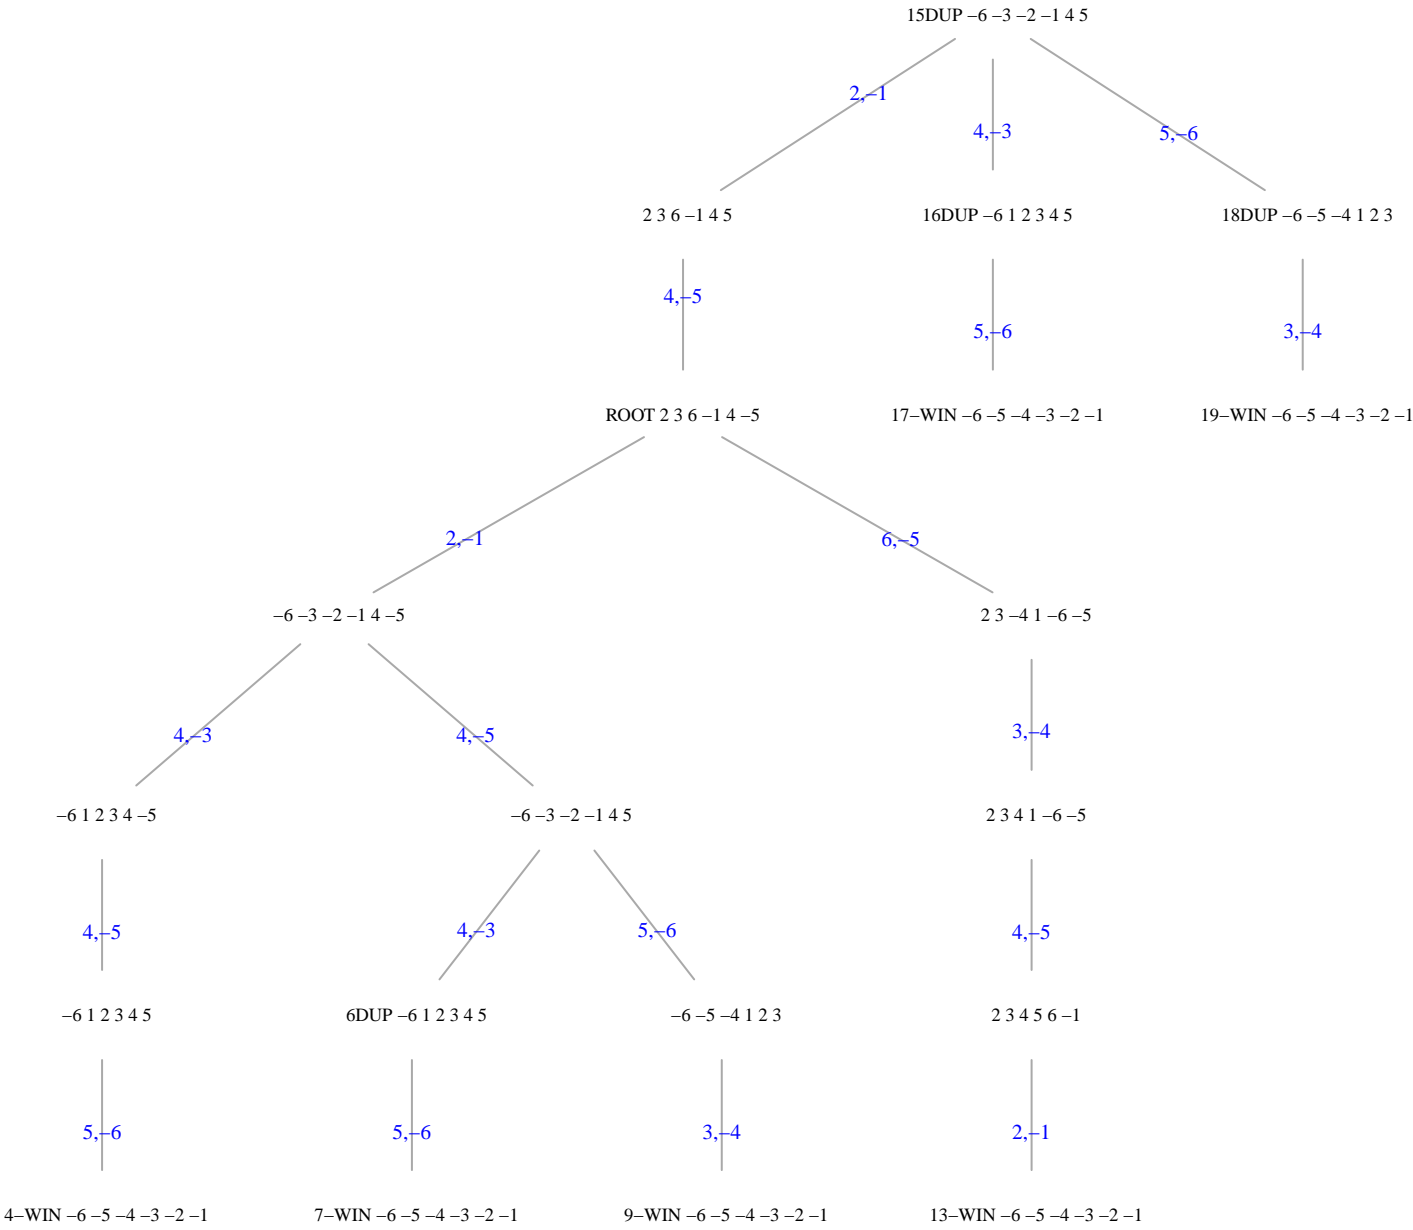 15DUP –6 –3 –2 –1 4 5
2,–1
4,–3
5,–6
2 3 6 –1 4 5
16DUP –6 1 2 3 4 5
18DUP –6 –5 –4 1 2 3
4,–5
5,–6
3,–4
ROOT 2 3 6 –1 4 –5
17–WIN –6 –5 –4 –3 –2 –1
19–WIN –6 –5 –4 –3 –2 –1
2,–1
6,–5
–6 –3 –2 –1 4 –5
2 3 –4 1 –6 –5
4,–3
4,–5
3,–4
–6 1 2 3 4 –5
–6 –3 –2 –1 4 5
2 3 4 1 –6 –5
4,–5
4,–3
5,–6
4,–5
–6 1 2 3 4 5
6DUP –6 1 2 3 4 5
–6 –5 –4 1 2 3
2 3 4 5 6 –1
5,–6
5,–6
3,–4
2,–1
4–WIN –6 –5 –4 –3 –2 –1
7–WIN –6 –5 –4 –3 –2 –1
9–WIN –6 –5 –4 –3 –2 –1
13–WIN –6 –5 –4 –3 –2 –1